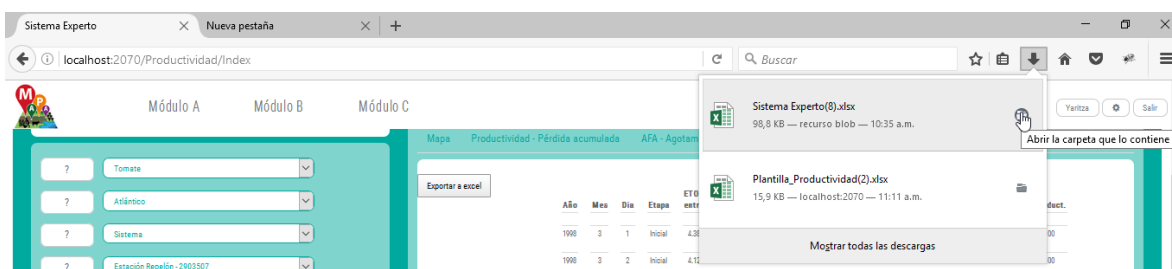 Sistema Experto
Nueva pestaña
localhost:2070/Productividad/Index
Buscar
MAPA
Módulo A
Módulo B
Módulo C
Sistema Experto(8).xlsx
98,8 KB — recurso blob — 10:35 a.m.
Abrir la carpeta que lo contiene
Yaritza
Salir
Mapa
Productividad - Pérdida acumulada
AFA - Agotam
?
Tomate
Exportar a excel
Plantilla_Productividad(2).xlsx
15,9 KB — localhost:2070 — 11:11 a.m.
?
Atlántico
Año Mes Dia Etapa
duct.
?
Sistema
1998 3 1 Inicial 4.38
00
Mostrar todas las descargas
?
Estación Repelón - 2903507
1998 3 2 Inicial 4.12
00